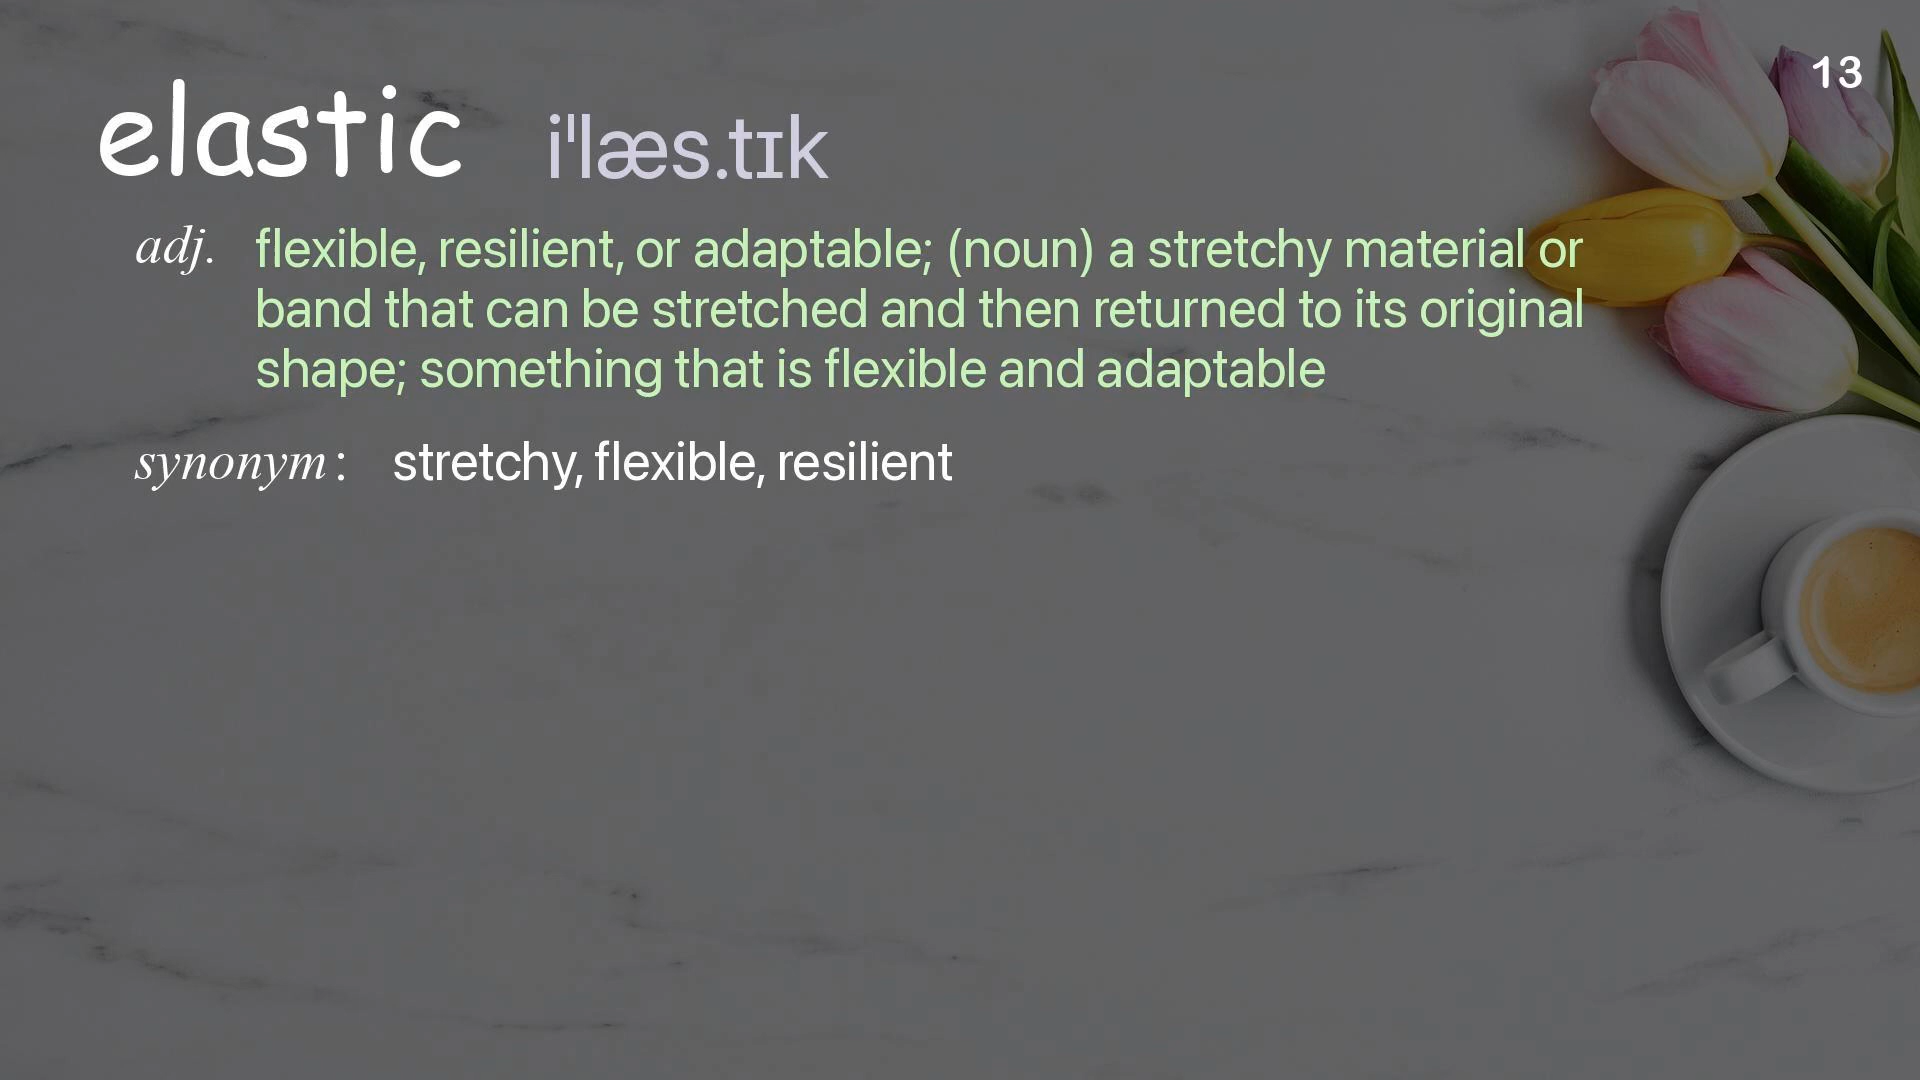 13
elastic iˈlæs.tɪk
adj. flexible, resilient, or adaptable; (noun) a stretchy material or
band that can be stretched and then returned to its original
shape; something that is flexible and adaptable
synonym: stretchy, flexible, resilient